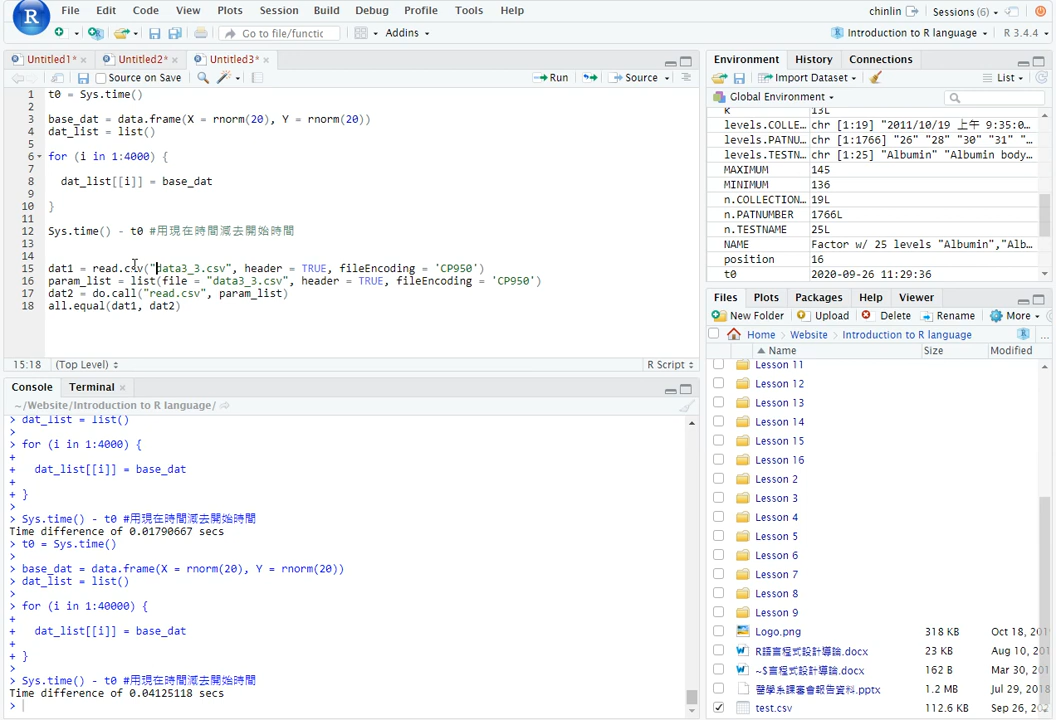 File Edit Code View Plots Session Build Debug Profile Tools Help
chinlin Sessions (6)
Go to file/functic Addins
Introduction to R language R 3.4.4
Untitled1* × Untitled2* × Untitled3* ×
Source on Save Run Source
1 t0 = Sys.time()
2
3 base_dat = data.frame(X = rnorm(20), Y = rnorm(20))
4 dat_list = list()
5
6 for (i in 1:4000) {
7
8 dat_list[[i]] = base_dat
9
10 }
11
12 Sys.time() - t0 #用現在時間減去開始時間
13
14
15 dat1 = read.csv("data3_3.csv", header = TRUE, fileEncoding = 'CP950')
16 param_list = list(file = "data3_3.csv", header = TRUE, fileEncoding = 'CP950')
17 dat2 = do.call("read.csv", param_list)
18 all.equal(dat1, dat2)
15:18 (Top Level) R Script
Console Terminal ×
~/Website/Introduction to R language/
> dat_list = list()
>
> for (i in 1:4000) {
+
+ dat_list[[i]] = base_dat
+
+ }
>
> Sys.time() - t0 #用現在時間減去開始時間
Time difference of 0.01790667 secs
> t0 = Sys.time()
>
> base_dat = data.frame(X = rnorm(20), Y = rnorm(20))
> dat_list = list()
>
> for (i in 1:40000) {
+
+ dat_list[[i]] = base_dat
+
+ }
>
> Sys.time() - t0 #用現在時間減去開始時間
Time difference of 0.04125118 secs
>
Environment History Connections
Import Dataset List
Global Environment
k 13L
levels.COLLE… chr [1:19] "2011/10/19 上午 9:35:0…
levels.PATNU… chr [1:1766] "26" "28" "30" "31" "…
levels.TESTN… chr [1:25] "Albumin" "Albumin body…
MAXIMUM 145
MINIMUM 136
n.COLLECTION… 19L
n.PATNUMBER 1766L
n.TESTNAME 25L
NAME Factor w/ 25 levels "Albumin","Alb…
position 16
t0 2020-09-26 11:29:36
Files Plots Packages Help Viewer
New Folder Upload Delete Rename More
Home Website Introduction to R language ...
Name Size Modified
Lesson 11
Lesson 12
Lesson 13
Lesson 14
Lesson 15
Lesson 16
Lesson 2
Lesson 3
Lesson 4
Lesson 5
Lesson 6
Lesson 7
Lesson 8
Lesson 9
Logo.png 318 KB Oct 18, 20
R語言程式設計導論.docx 23 KB Aug 10, 20
~$言程式設計導論.docx 162 B Mar 30, 20
醫學系課審會報告資料.pptx 1.2 MB Jul 29, 2018
test.csv 112.6 KB Sep 26, 20